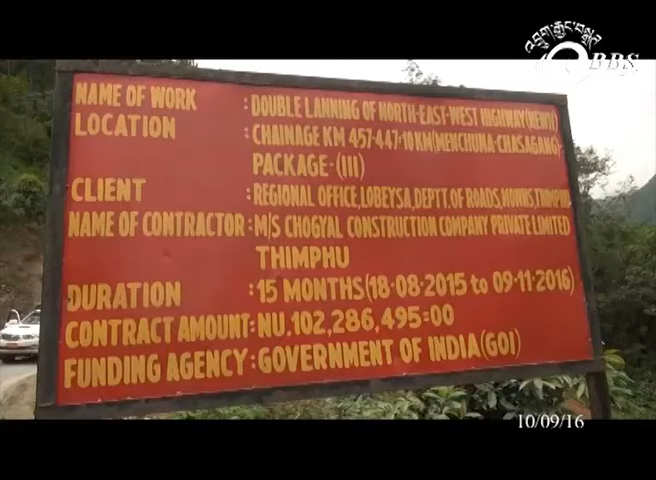 BBS
NAME OF WORK : DOUBLE LANNING OF NORTH-EAST-WEST HIGHWAY(NEWH)
LOCATION : CHAINAGE KM 457-447=10KM(MENCHUNA-CHASAGANG)
PACKAGE-(III)
CLIENT : REGIONAL OFFICE,LOBEYSA,DEPTT.OF ROADS,MOWHS,THIMPHU
NAME OF CONTRACTOR : M/S CHOGYAL CONSTRUCTION COMPANY PRIVATE LIMITED
THIMPHU
DURATION : 15 MONTHS(18-08-2015 to 09-11-2016)
CONTRACT AMOUNT : NU.102,286,495=00
FUNDING AGENCY : GOVERNMENT OF INDIA(GOI)
10/09/16